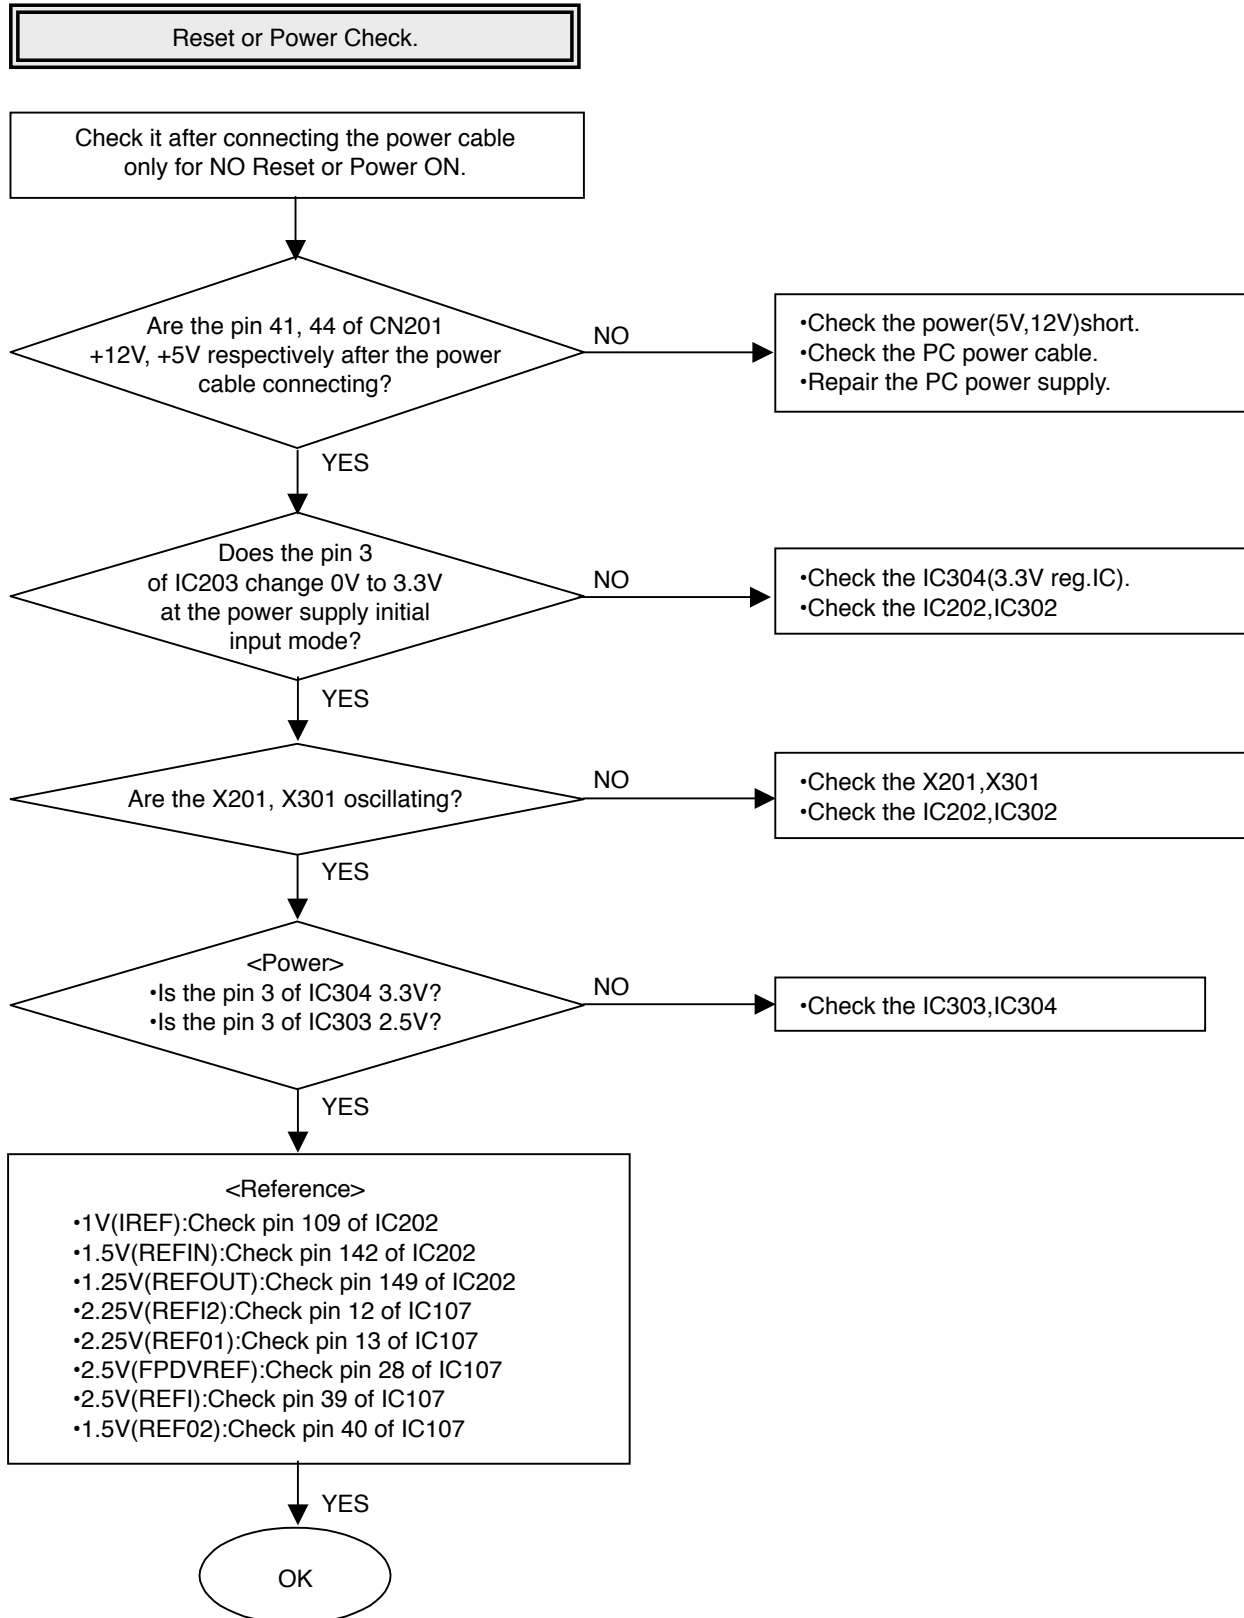 Reset or Power Check.
Check it after connecting the power cable
only for NO Reset or Power ON.
Are the pin 41, 44 of CN201
+12V, +5V respectively after the power
cable connecting?
NO
•Check the power(5V,12V)short.
•Check the PC power cable.
•Repair the PC power supply.
YES
Does the pin 3
of IC203 change 0V to 3.3V
at the power supply initial
input mode?
NO
•Check the IC304(3.3V reg.IC).
•Check the IC202,IC302
YES
Are the X201, X301 oscillating?
NO
•Check the X201,X301
•Check the IC202,IC302
YES
<Power>
•Is the pin 3 of IC304 3.3V?
•Is the pin 3 of IC303 2.5V?
NO
•Check the IC303,IC304
YES
<Reference>
•1V(IREF):Check pin 109 of IC202
•1.5V(REFIN):Check pin 142 of IC202
•1.25V(REFOUT):Check pin 149 of IC202
•2.25V(REFI2):Check pin 12 of IC107
•2.25V(REF01):Check pin 13 of IC107
•2.5V(FPDVREF):Check pin 28 of IC107
•2.5V(REFI):Check pin 39 of IC107
•1.5V(REF02):Check pin 40 of IC107
YES
OK